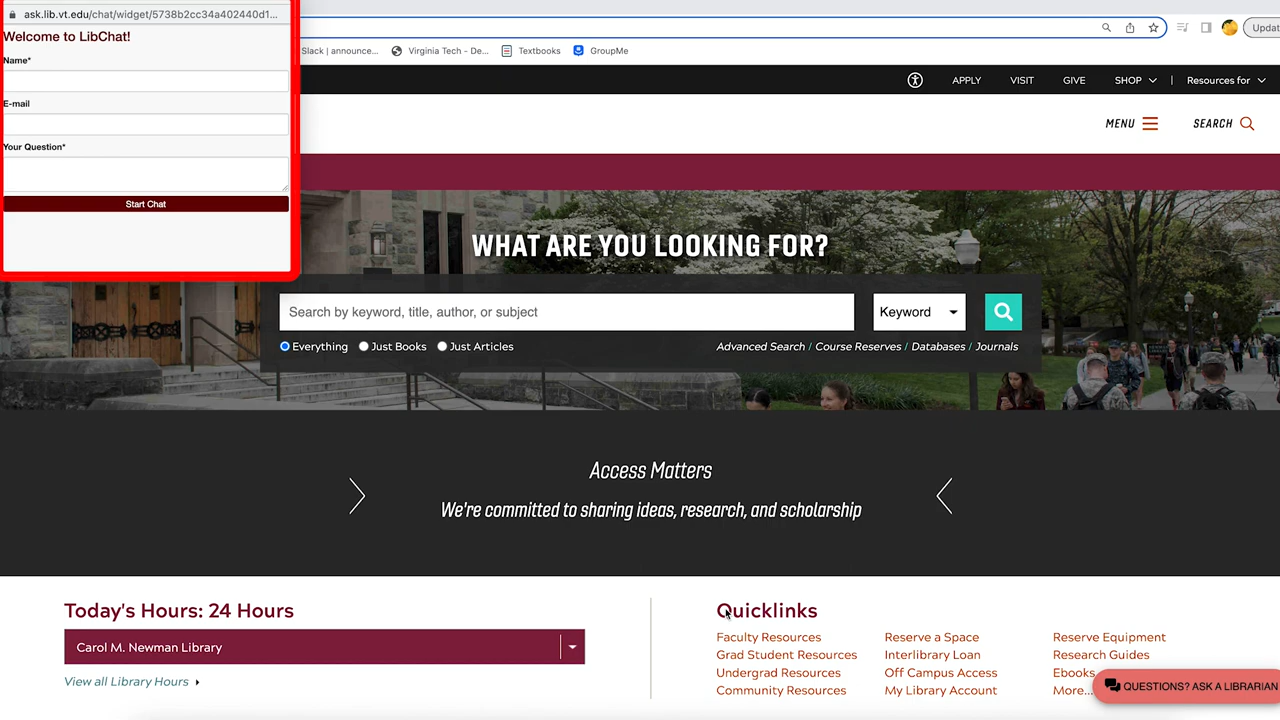 ask.lib.vt.edu/chat/widget/5738b2cc34a402440d1...
Welcome to LibChat!
Name*
E-mail
Your Question*
Start Chat
Updat
Slack | announce...
Virginia Tech - De...
Textbooks
GroupMe
APPLY
VISIT
GIVE
SHOP
|
Resources for
MENU
SEARCH
WHAT ARE YOU LOOKING FOR?
Search by keyword, title, author, or subject
Keyword
Everything
Just Books
Just Articles
Advanced Search / Course Reserves / Databases / Journals
Access Matters
We're committed to sharing ideas, research, and scholarship
Today's Hours: 24 Hours
Carol M. Newman Library
View all Library Hours
Quicklinks
Faculty Resources
Grad Student Resources
Undergrad Resources
Community Resources
Reserve a Space
Interlibrary Loan
Off Campus Access
My Library Account
Reserve Equipment
Research Guides
Ebooks
More...
QUESTIONS? ASK A LIBRARIAN